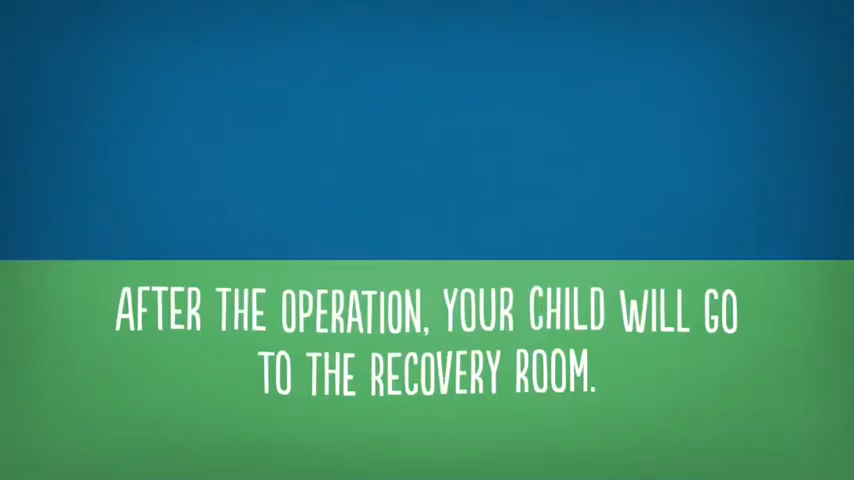 AFTER THE OPERATION, YOUR CHILD WILL GO
TO THE RECOVERY ROOM.